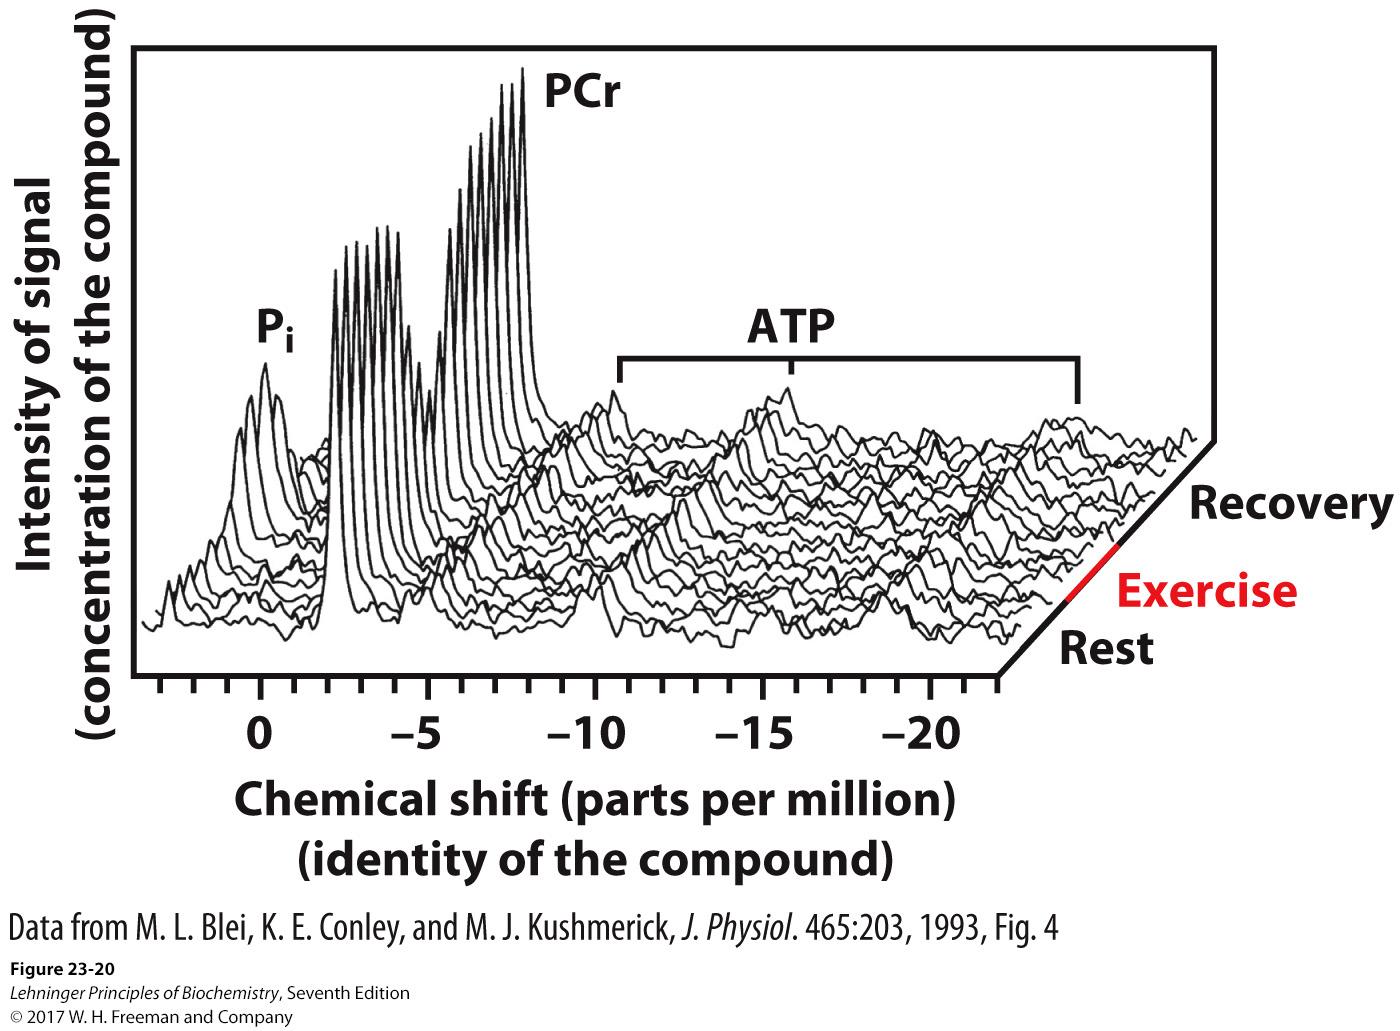 Intensity of signal
(concentration of the compound)
PCr
Pi
ATP
Recovery
Exercise
Rest
0 –5 –10 –15 –20
Chemical shift (parts per million)
(identity of the compound)
Data from M. L. Blei, K. E. Conley, and M. J. Kushmerick, J. Physiol. 465:203, 1993, Fig. 4
Figure 23-20
Lehninger Principles of Biochemistry, Seventh Edition
© 2017 W. H. Freeman and Company